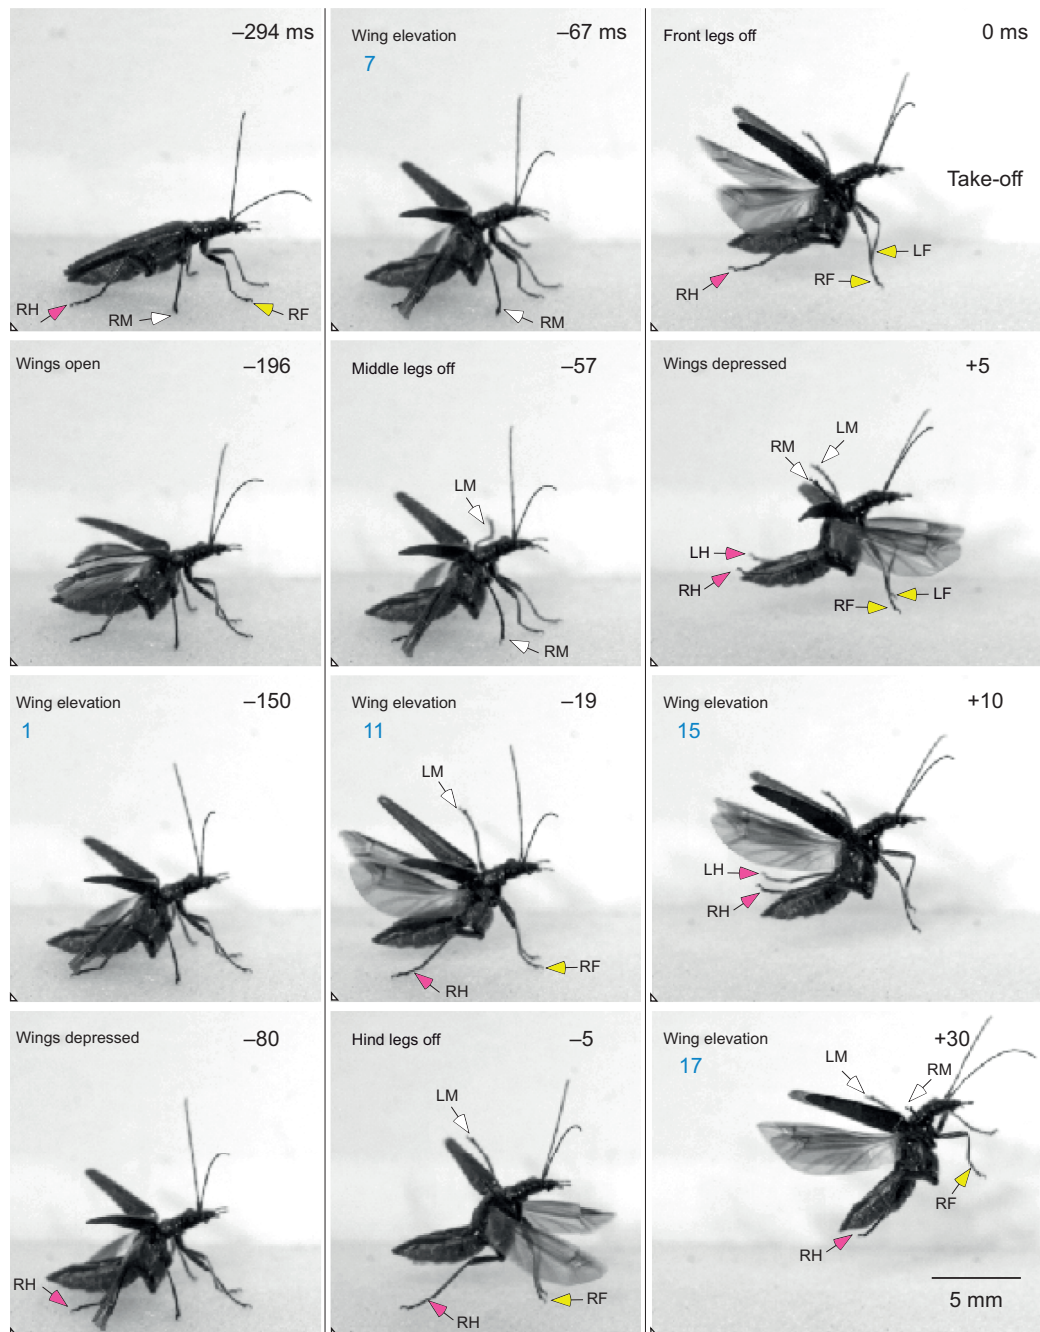 –294 ms
RH
RM
RF
Wings open
–196
Wing elevation
–150
1
Wings depressed
–80
RH
Wing elevation
–67 ms
7
RM
Middle legs off
–57
LM
RM
Wing elevation
–19
11
LM
RF
RH
Hind legs off
–5
LM
RF
RH
Front legs off
0 ms
Take-off
LF
RF
RH
Wings depressed
+5
LM
RM
LH
RH
LF
RF
Wing elevation
+10
15
LH
RH
Wing elevation
+30
17
LM
RM
RF
RH
5 mm